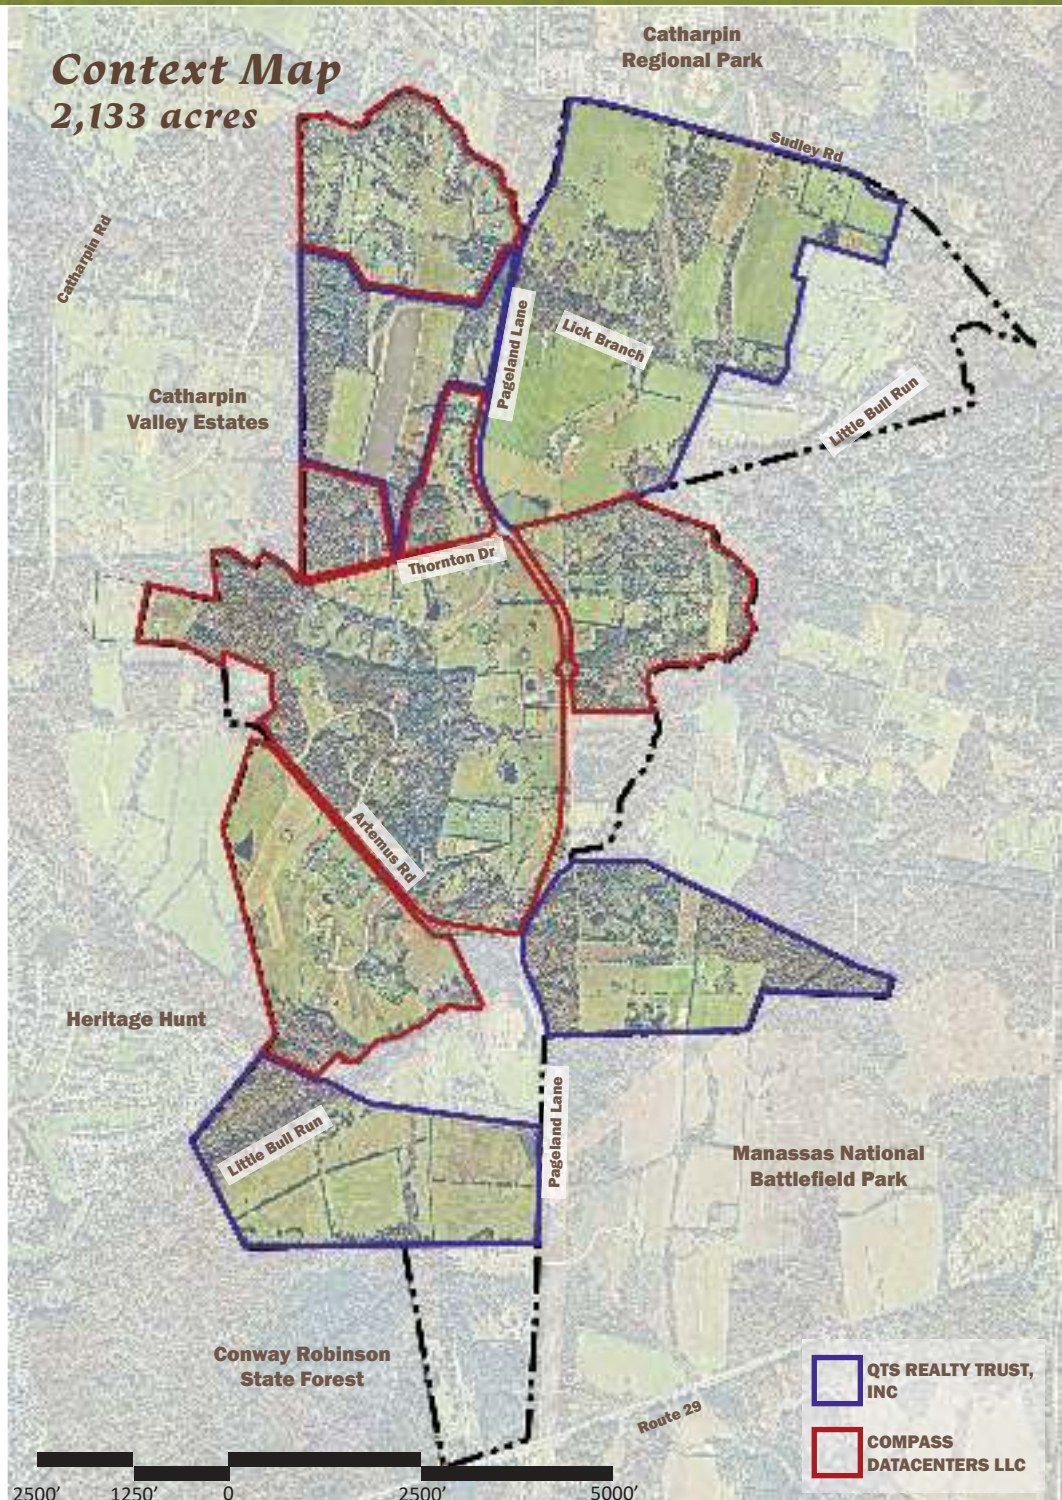 Context Map
2,133 acres
Catharpin
Regional Park
Sudley Rd
Catharpin Rd
Pageland Lane
Lick Branch
Catharpin
Valley Estates
Little Bull Run
Thornton Dr
Artemus Rd
Heritage Hunt
Little Bull Run
Pageland Lane
Manassas National
Battlefield Park
Conway Robinson
State Forest
Route 29
QTS REALTY TRUST,
INC
COMPASS
DATACENTERS LLC
2500' 1250' 0 2500' 5000'